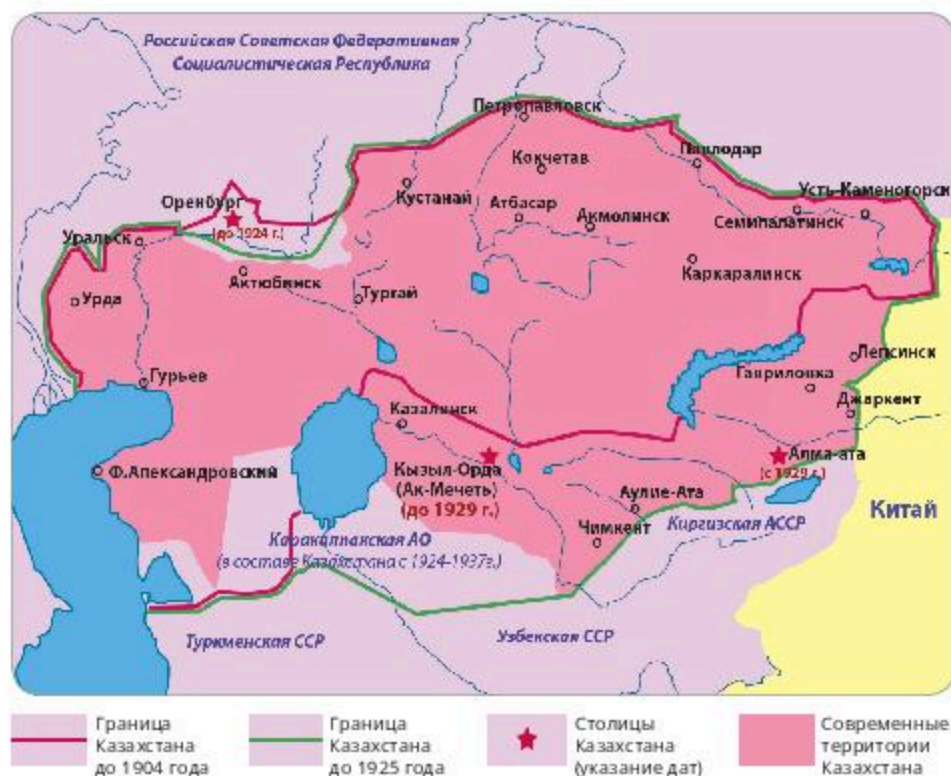 Российская Советская Федеративная
Социалистическая Республика
Петропавловск
Кокчетав
Павлодар
Оренбург
Кустанай
Усть-Каменогорск
Атбасар
Акмолинск
Семипалатинск
(до 1924 г.)
Уральск
Актюбинск
Каркаралинск
Урда
Тургай
Лепсинск
Гурьев
Гавриловка
Джаркент
Казалинск
Ф.Александровский
Кызыл-Орда
(Ак-Мечеть)
(до 1929 г.)
Алма-ата
(с 1929 г.)
Аулие-Ата
Китай
Чимкент
Киргизская АССР
Каракалпакская АО
(в составе Казахстана с 1924-1937г.)
Туркменская ССР
Узбекская ССР
Граница
Казахстана
до 1904 года
Граница
Казахстана
до 1925 года
Столицы
Казахстана
(указание дат)
Современные
территории
Казахстана